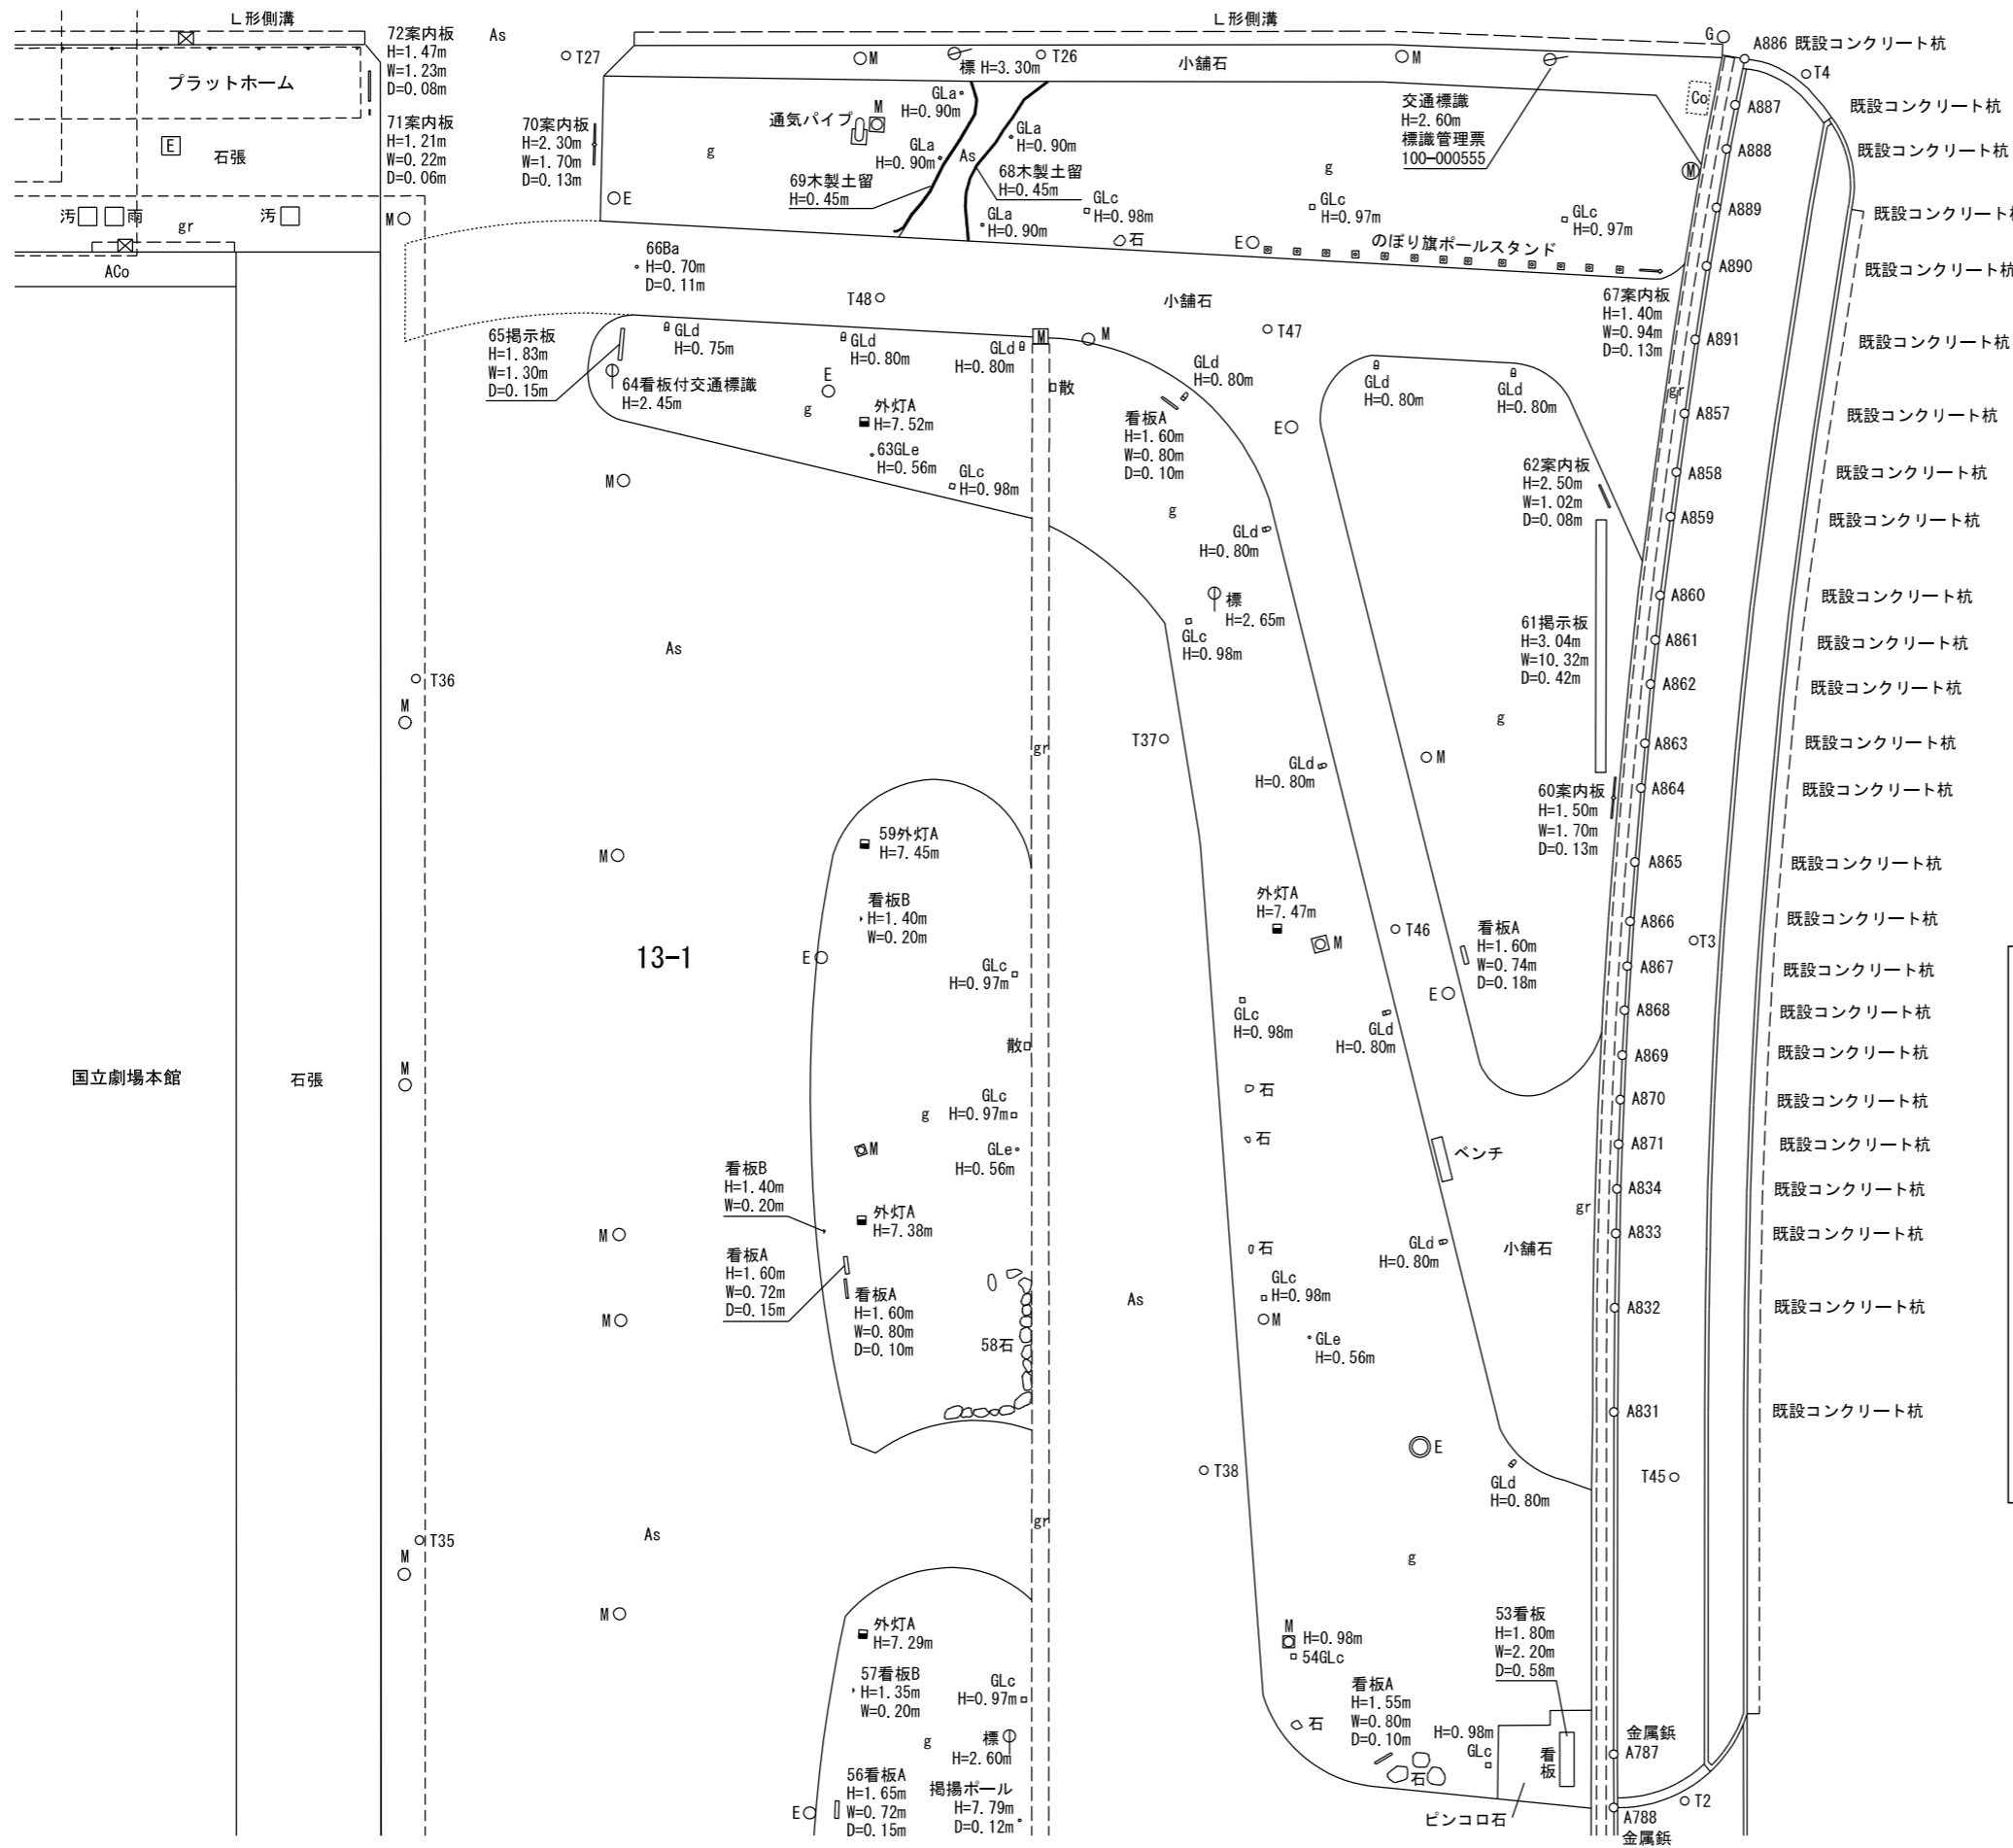 L形側溝
L形側溝
72案内板
H=1.47m
W=1.23m
D=0.08m
As
T27
M
標 H=3.30m
T26
小舗石
M
G
A886 既設コンクリート杭
T4
プラットホーム
71案内板
H=1.21m
W=0.22m
D=0.06m
E
石張
70案内板
H=2.30m
W=1.70m
D=0.13m
通気パイプ
M
GLa
H=0.90m
GLa
H=0.90m
As
GLa
H=0.90m
g
69木製土留
H=0.45m
68木製土留
H=0.45m
GLa
H=0.90m
GLc
H=0.98m
石
交通標識
H=2.60m
標識管理票
100-000555
g
GLc
H=0.97m
GLc
H=0.97m
Co
M
A887
既設コンクリート杭
A888
既設コンクリート杭
A889
既設コンクリート杭
A890
既設コンクリート杭
A891
既設コンクリート杭
汚
雨
汚
gr
M
E
ACo
66Ba
H=0.70m
D=0.11m
T48
E
のぼり旗ポールスタンド
小舗石
T47
67案内板
H=1.40m
W=0.94m
D=0.13m
gr
65掲示板
H=1.83m
W=1.30m
D=0.15m
GLd
H=0.75m
GLd
H=0.80m
GLd
H=0.80m
M
M
64看板付交通標識
H=2.45m
E
g
外灯A
H=7.52m
63GLe
H=0.56m
GLc
H=0.98m
散
看板A
H=1.60m
W=0.80m
D=0.10m
GLd
H=0.80m
E
GLd
H=0.80m
GLd
H=0.80m
A857
既設コンクリート杭
A858
既設コンクリート杭
A859
既設コンクリート杭
A860
既設コンクリート杭
A861
既設コンクリート杭
A862
既設コンクリート杭
A863
既設コンクリート杭
A864
既設コンクリート杭
A865
既設コンクリート杭
A866
既設コンクリート杭
A867
既設コンクリート杭
A868
既設コンクリート杭
A869
既設コンクリート杭
A870
既設コンクリート杭
A871
既設コンクリート杭
A834
既設コンクリート杭
A833
既設コンクリート杭
A832
既設コンクリート杭
A831
既設コンクリート杭
62案内板
H=2.50m
W=1.02m
D=0.08m
M
g
GLd
H=0.80m
標
H=2.65m
GLc
H=0.98m
61掲示板
H=3.04m
W=10.32m
D=0.42m
g
As
T36
M
T37
gr
GLd
H=0.80m
M
60案内板
H=1.50m
W=1.70m
D=0.13m
M
59外灯A
H=7.45m
看板B
H=1.40m
W=0.20m
13-1
E
GLc
H=0.97m
外灯A
H=7.47m
M
T46
看板A
H=1.60m
W=0.74m
D=0.18m
E
T3
GLc
H=0.98m
GLd
H=0.80m
国立劇場本館
石張
M
散
石
GLc
H=0.97m
g
M
GLe
H=0.56m
石
ベンチ
看板B
H=1.40m
W=0.20m
外灯A
H=7.38m
M
看板A
H=1.60m
W=0.72m
D=0.15m
看板A
H=1.60m
W=0.80m
D=0.10m
M
58石
As
石
GLc
H=0.98m
M
GLe
H=0.56m
GLd
H=0.80m
小舗石
gr
E
T38
GLd
H=0.80m
T45
T35
M
As
gr
g
M
外灯A
H=7.29m
57看板B
H=1.35m
W=0.20m
GLc
H=0.97m
g
標
H=2.60m
56看板A
H=1.65m
W=0.72m
D=0.15m
E
掲揚ポール
H=7.79m
D=0.12m
M
H=0.98m
54GLc
石
看板A
H=1.55m
W=0.80m
D=0.10m
石
H=0.98m
GLc
53看板
H=1.80m
W=2.20m
D=0.58m
看板
ピンコロ石
金属鋲
A787
T2
A788
金属鋲